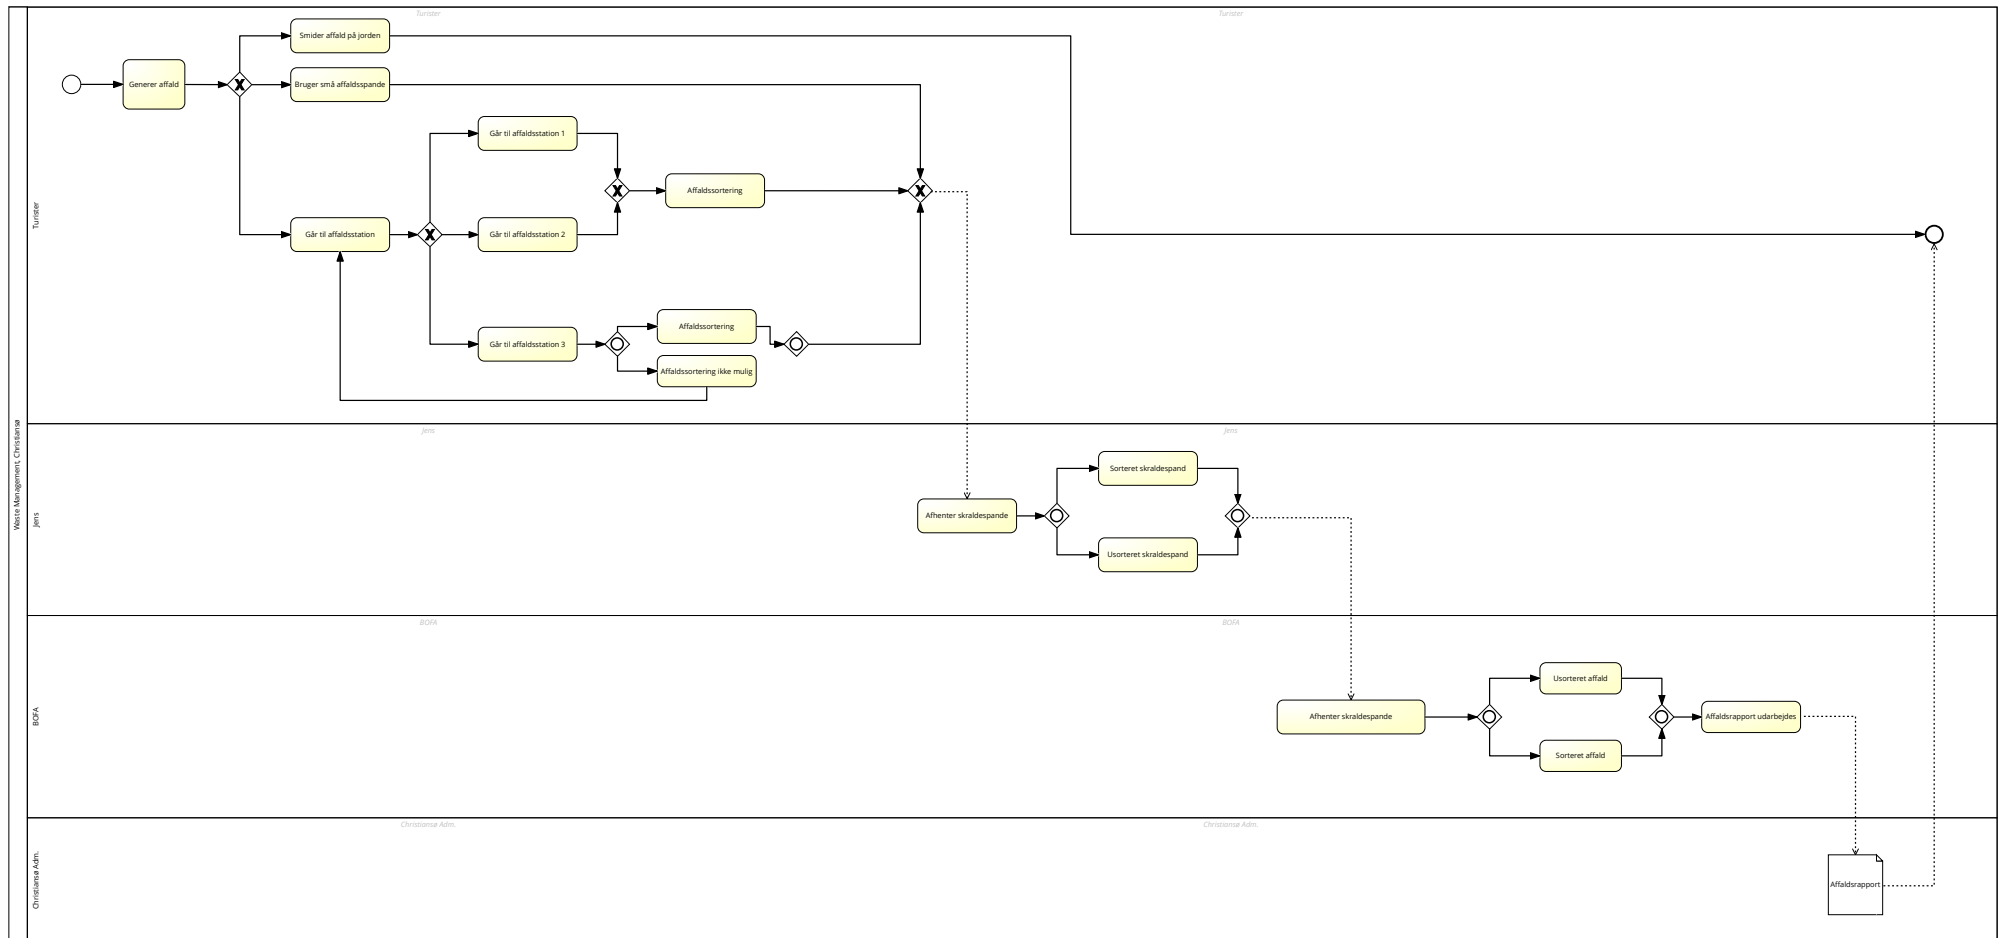 Waste Management, Christiansø
Turister
Turister
Turister
Smider affald på jorden
Generer affald
X
Bruger små affaldsspande
Går til affaldsstation 1
X
Affaldssortering
X
Går til affaldsstation
X
Går til affaldsstation 2
Affaldssortering
Går til affaldsstation 3
Affaldssortering ikke mulig
Jens
Jens
Jens
Sorteret skraldespand
Afhenter skraldespande
Usorteret skraldespand
BOFA
BOFA
BOFA
Usorteret affald
Afhenter skraldespande
Affaldsrapport udarbejdes
Sorteret affald
Christiansø Adm.
Christiansø Adm.
Christiansø Adm.
Affaldsrapport